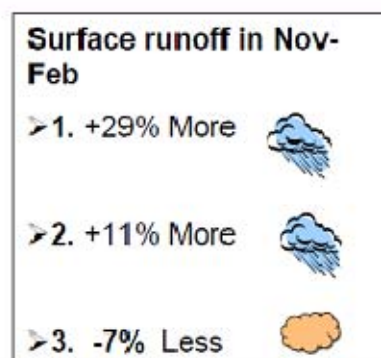 Surface runoff in Nov-
Feb
➢1. +29% More
➢2. +11% More
➢3. -7% Less